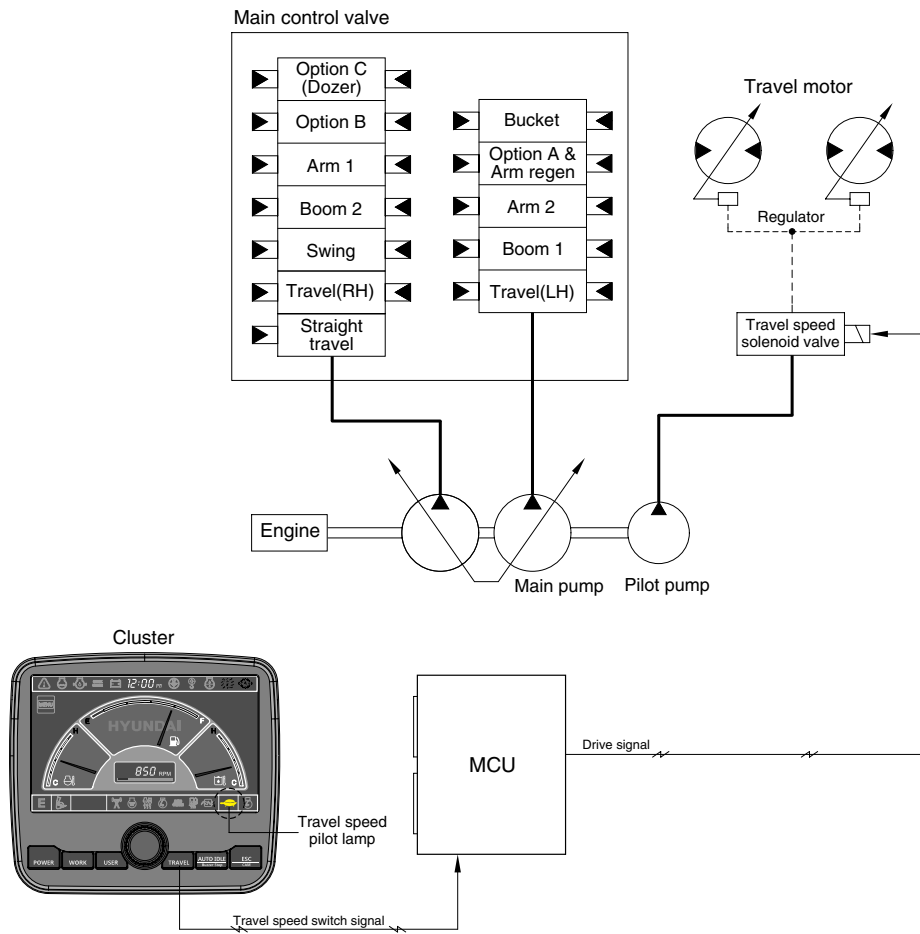 Main control valve
Option C
(Dozer)
Option B
Arm 1
Boom 2
Swing
Travel(RH)
Straight
travel
Bucket
Option A &
Arm regen
Arm 2
Boom 1
Travel(LH)
Travel motor
Regulator
Travel speed
solenoid valve
Engine
Main pump
Pilot pump
Cluster
12:00
MENU
E
F
H
H
HYUNDAI
850 RPM
C
C
E
POWER
WORK
USER
TRAVEL
AUTO IDLE
ESC
Travel speed
pilot lamp
MCU
Drive signal
Travel speed switch signal